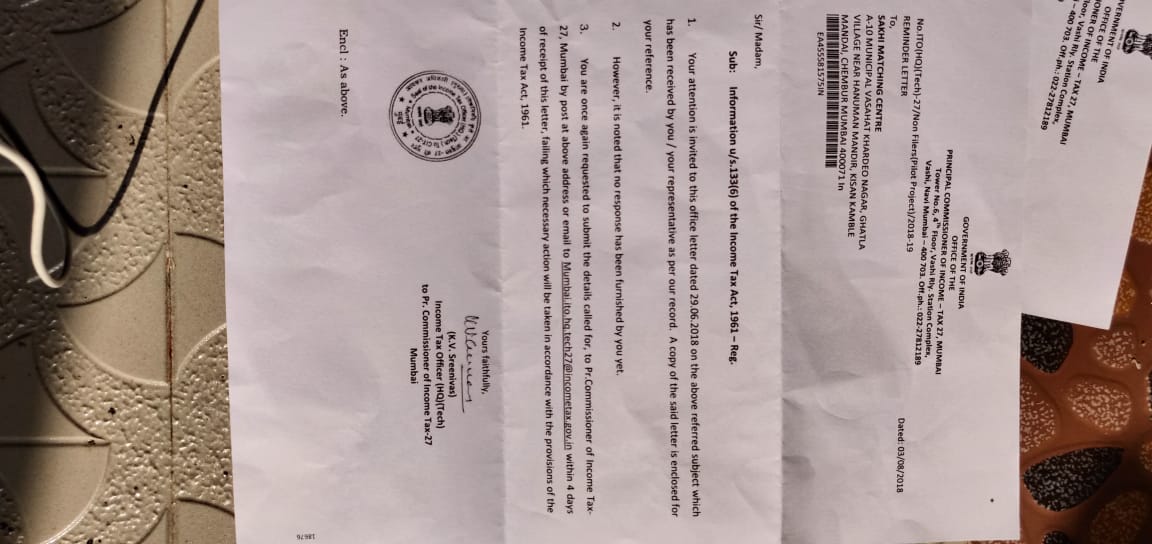 VERNMENT OF INDIA
OFFICE OF THE
IONER OF INCOME – TAX 27, MUMBAI
loor, Vashi Rly. Station Complex,
– 400 703. Off.ph.: 022-27812189
GOVERNMENT OF INDIA
OFFICE OF THE
PRINCIPAL COMMISSIONER OF INCOME – TAX 27, MUMBAI
Tower No.6, 4th Floor, Vashi Rly. Station Complex,
Vashi, Navi Mumbai – 400 703. Off.ph.: 022-27812189
No.ITO(HQ)(Tech)-27/Non Filers(Pilot Project)/2018-19
Dated: 03/08/2018
REMINDER LETTER
To,
SAKHI MATCHING CENTRE
A-10 MUNICIPAL VASAHAT KHARDEO NAGAR, GHATLA
VILLAGE NEAR HANUMAN MANDIR, KISAN KAMBLE
MANDAI, CHEMBUR MUMBAI 400071 In
EA455581575IN
Sir/ Madam,
Sub: Information u/s.133(6) of the Income Tax Act, 1961 – Reg.
1. Your attention is invited to this office letter dated 29.06.2018 on the above referred subject which
has been received by you / your representative as per our record. A copy of the said letter is enclosed for
your reference.
2. However, it is noted that no response has been furnished by you yet.
3. You are once again requested to submit the details called for, to Pr.Commissioner of Income Tax-
27, Mumbai by post at above address or email to Mumbai.ito.hq.tech27@incometax.gov.in within 4 days
of receipt of this letter, failing which necessary action will be taken in accordance with the provisions of the
Income Tax Act, 1961.
Yours faithfully,
(K.V. Sreenivas)
Income Tax Officer (HQ)(Tech)
to Pr. Commissioner of Income Tax-27
Mumbai
Mumbai
मुंबई
Encl : As above.
18676